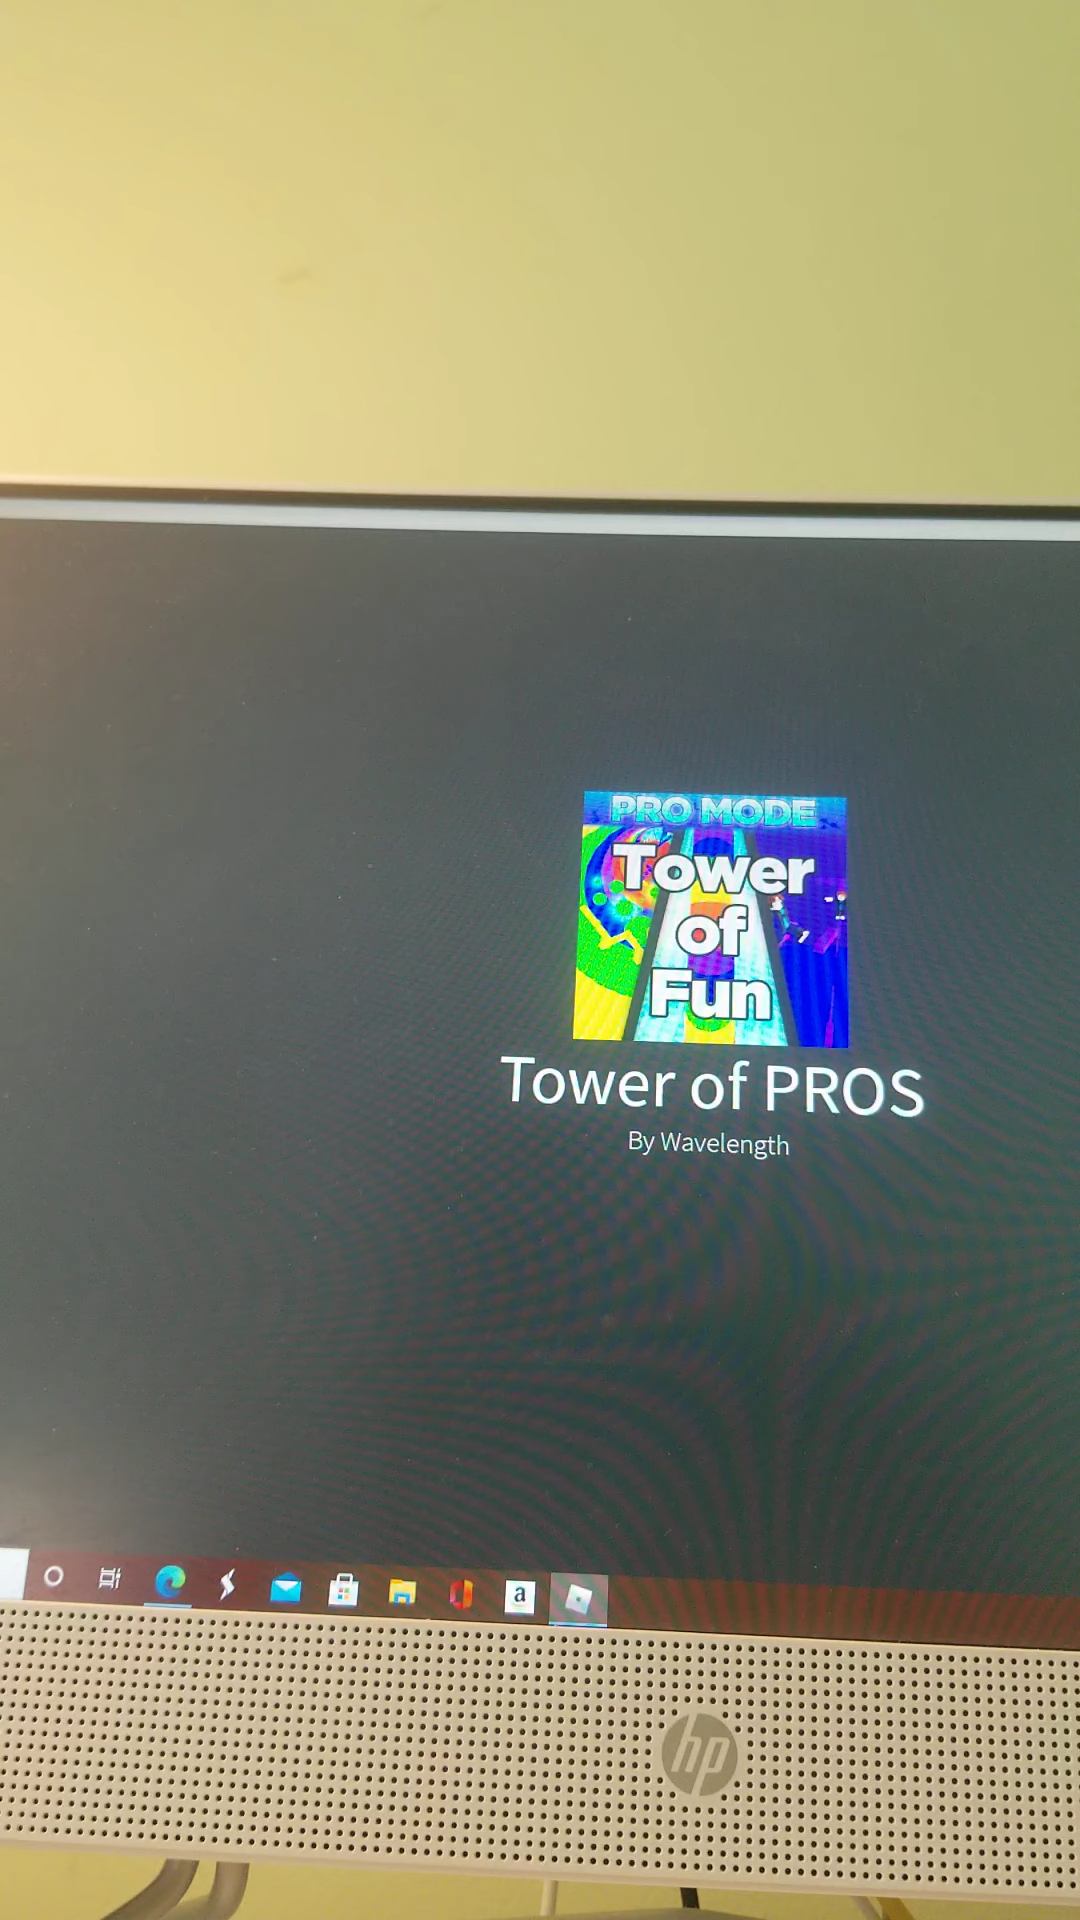 PRO MODE
Tower
of
Fun
Tower of PROS
By Wavelength
a
hp